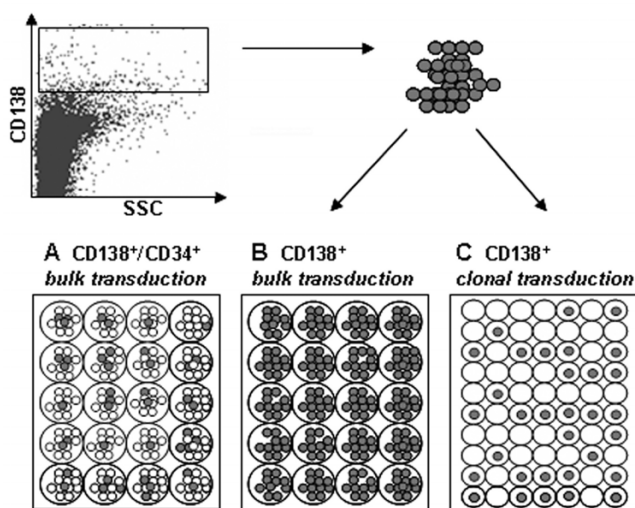 CD138
SSC
A CD138⁺/CD34⁺
bulk transduction
B CD138⁺
bulk transduction
C CD138⁺
clonal transduction